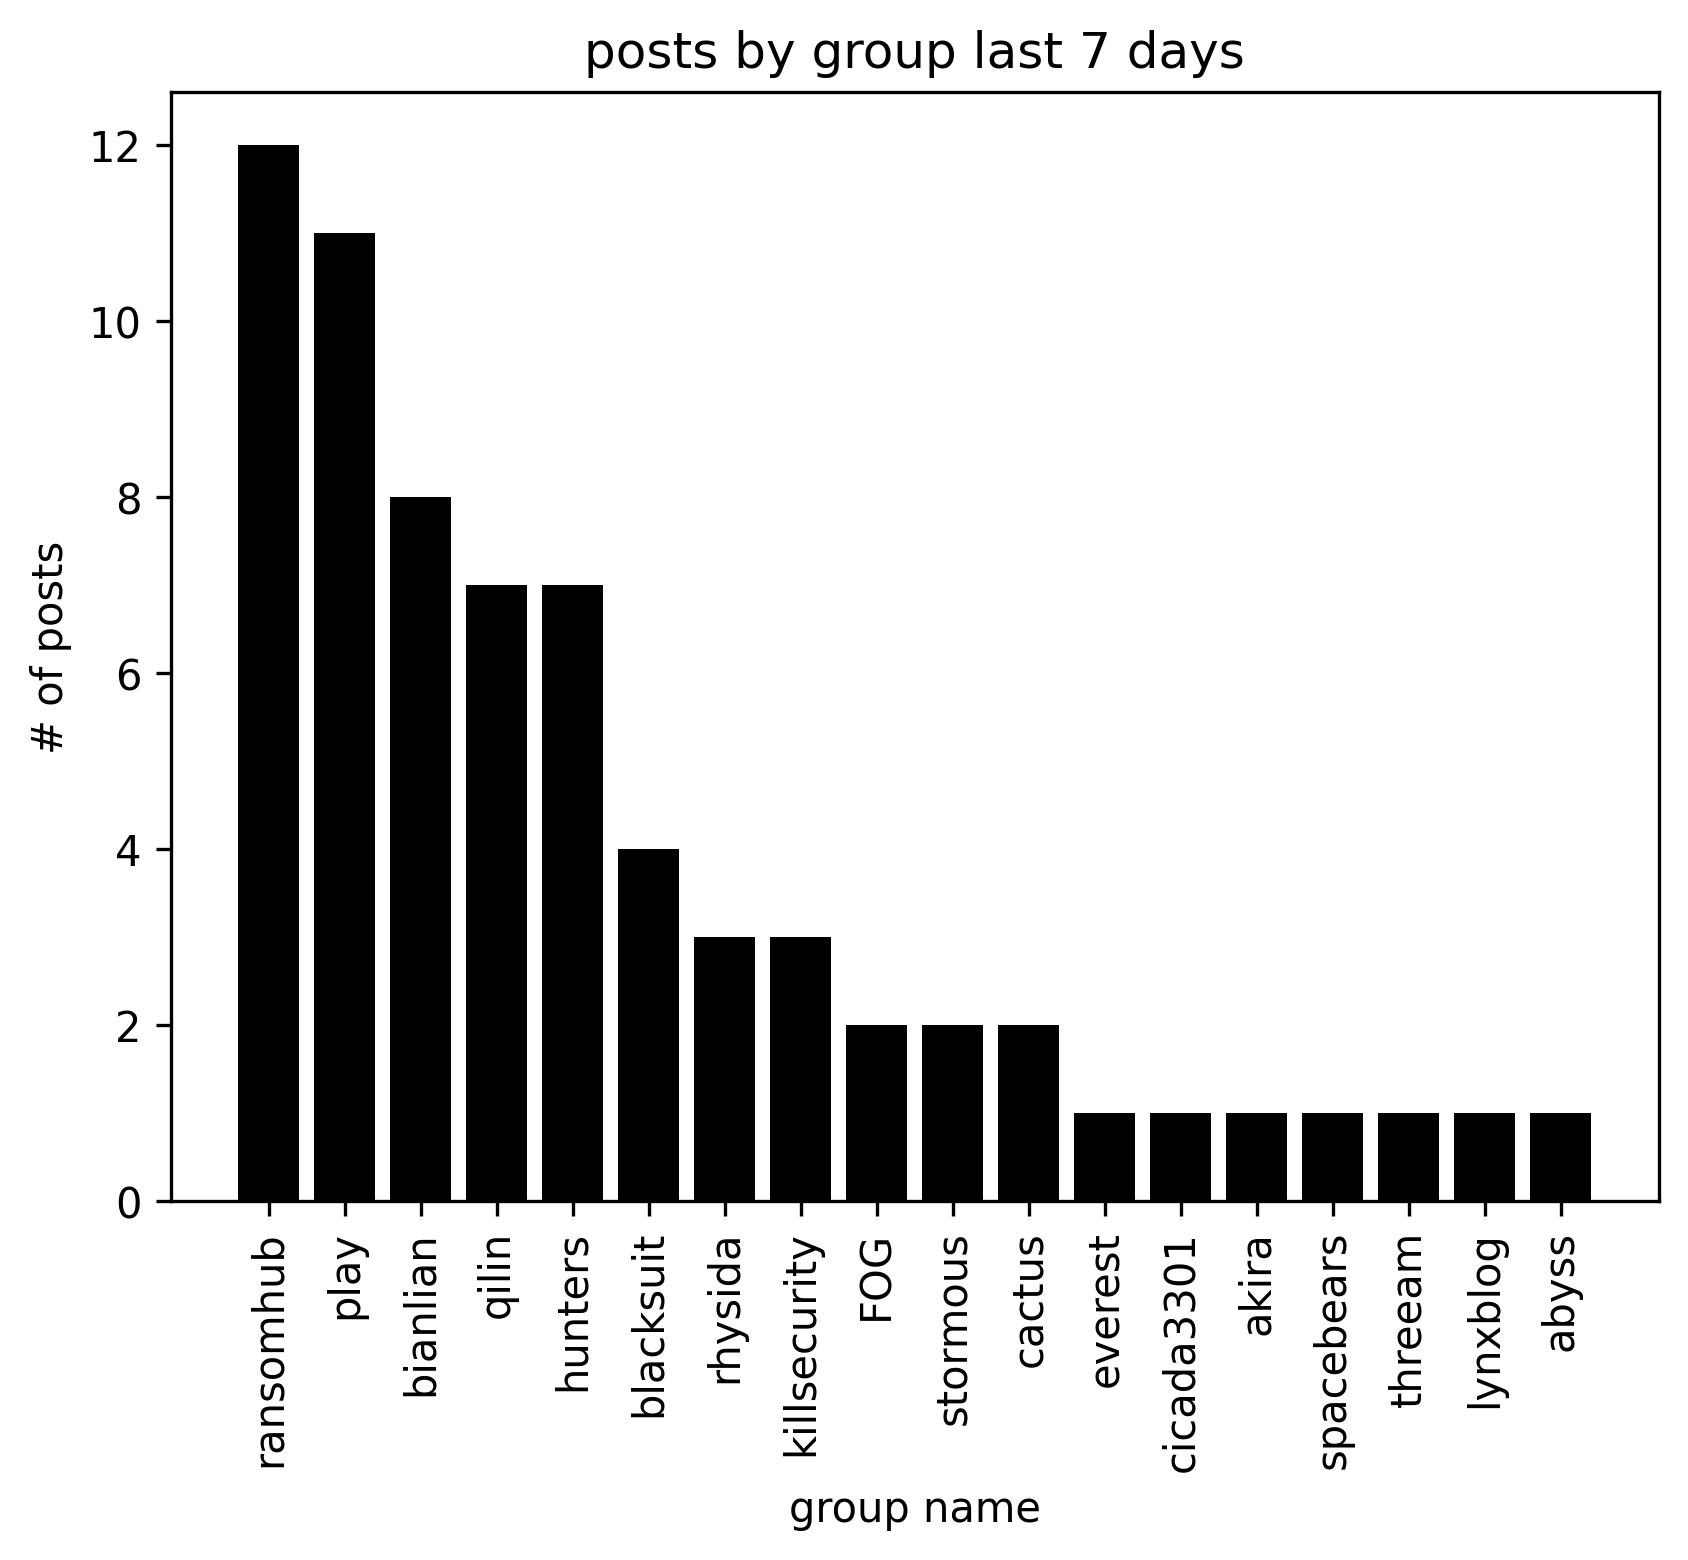 posts by group last 7 days
12
10
8
6
4
2
0
# of posts
ransomhub
play
bianlian
qilin
hunters
blacksuit
rhysida
killsecurity
FOG
stormous
cactus
everest
cicada3301
akira
spacebears
threeam
lynxblog
abyss
group name